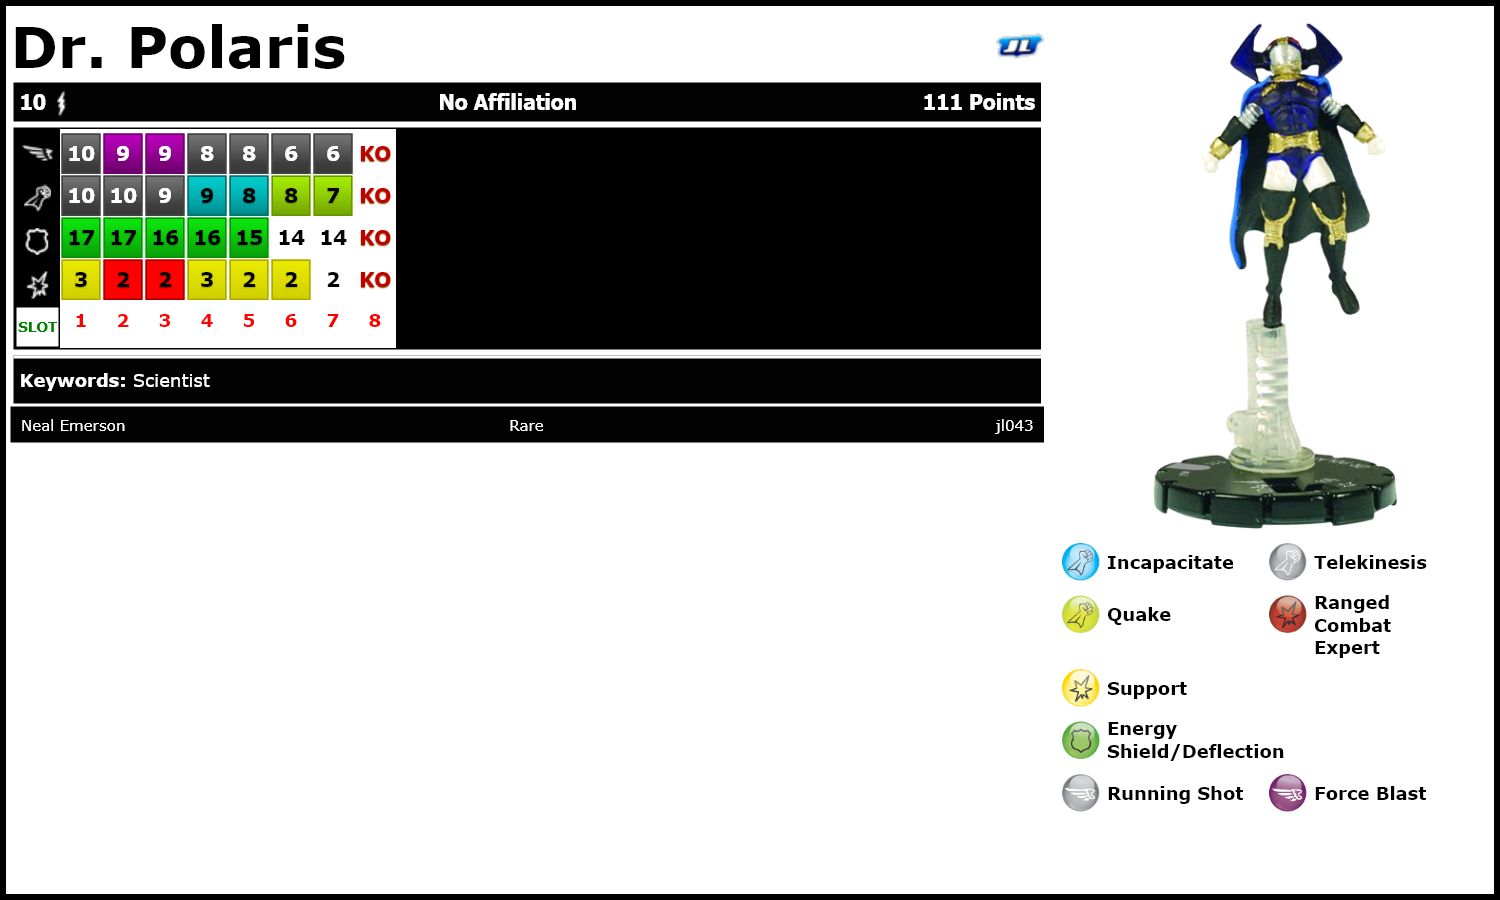 Dr. Polaris
JL
10 No Affiliation 111 Points
10 9 9 8 8 6 6 KO
10 10 9 9 8 8 7 KO
17 17 16 16 15 14 14 KO
3 2 2 3 2 2 2 KO
SLOT 1 2 3 4 5 6 7 8
Keywords: Scientist
Neal Emerson Rare jl043
Incapacitate Telekinesis
Quake Ranged
Combat
Expert
Support
Energy
Shield/Deflection
Running Shot Force Blast